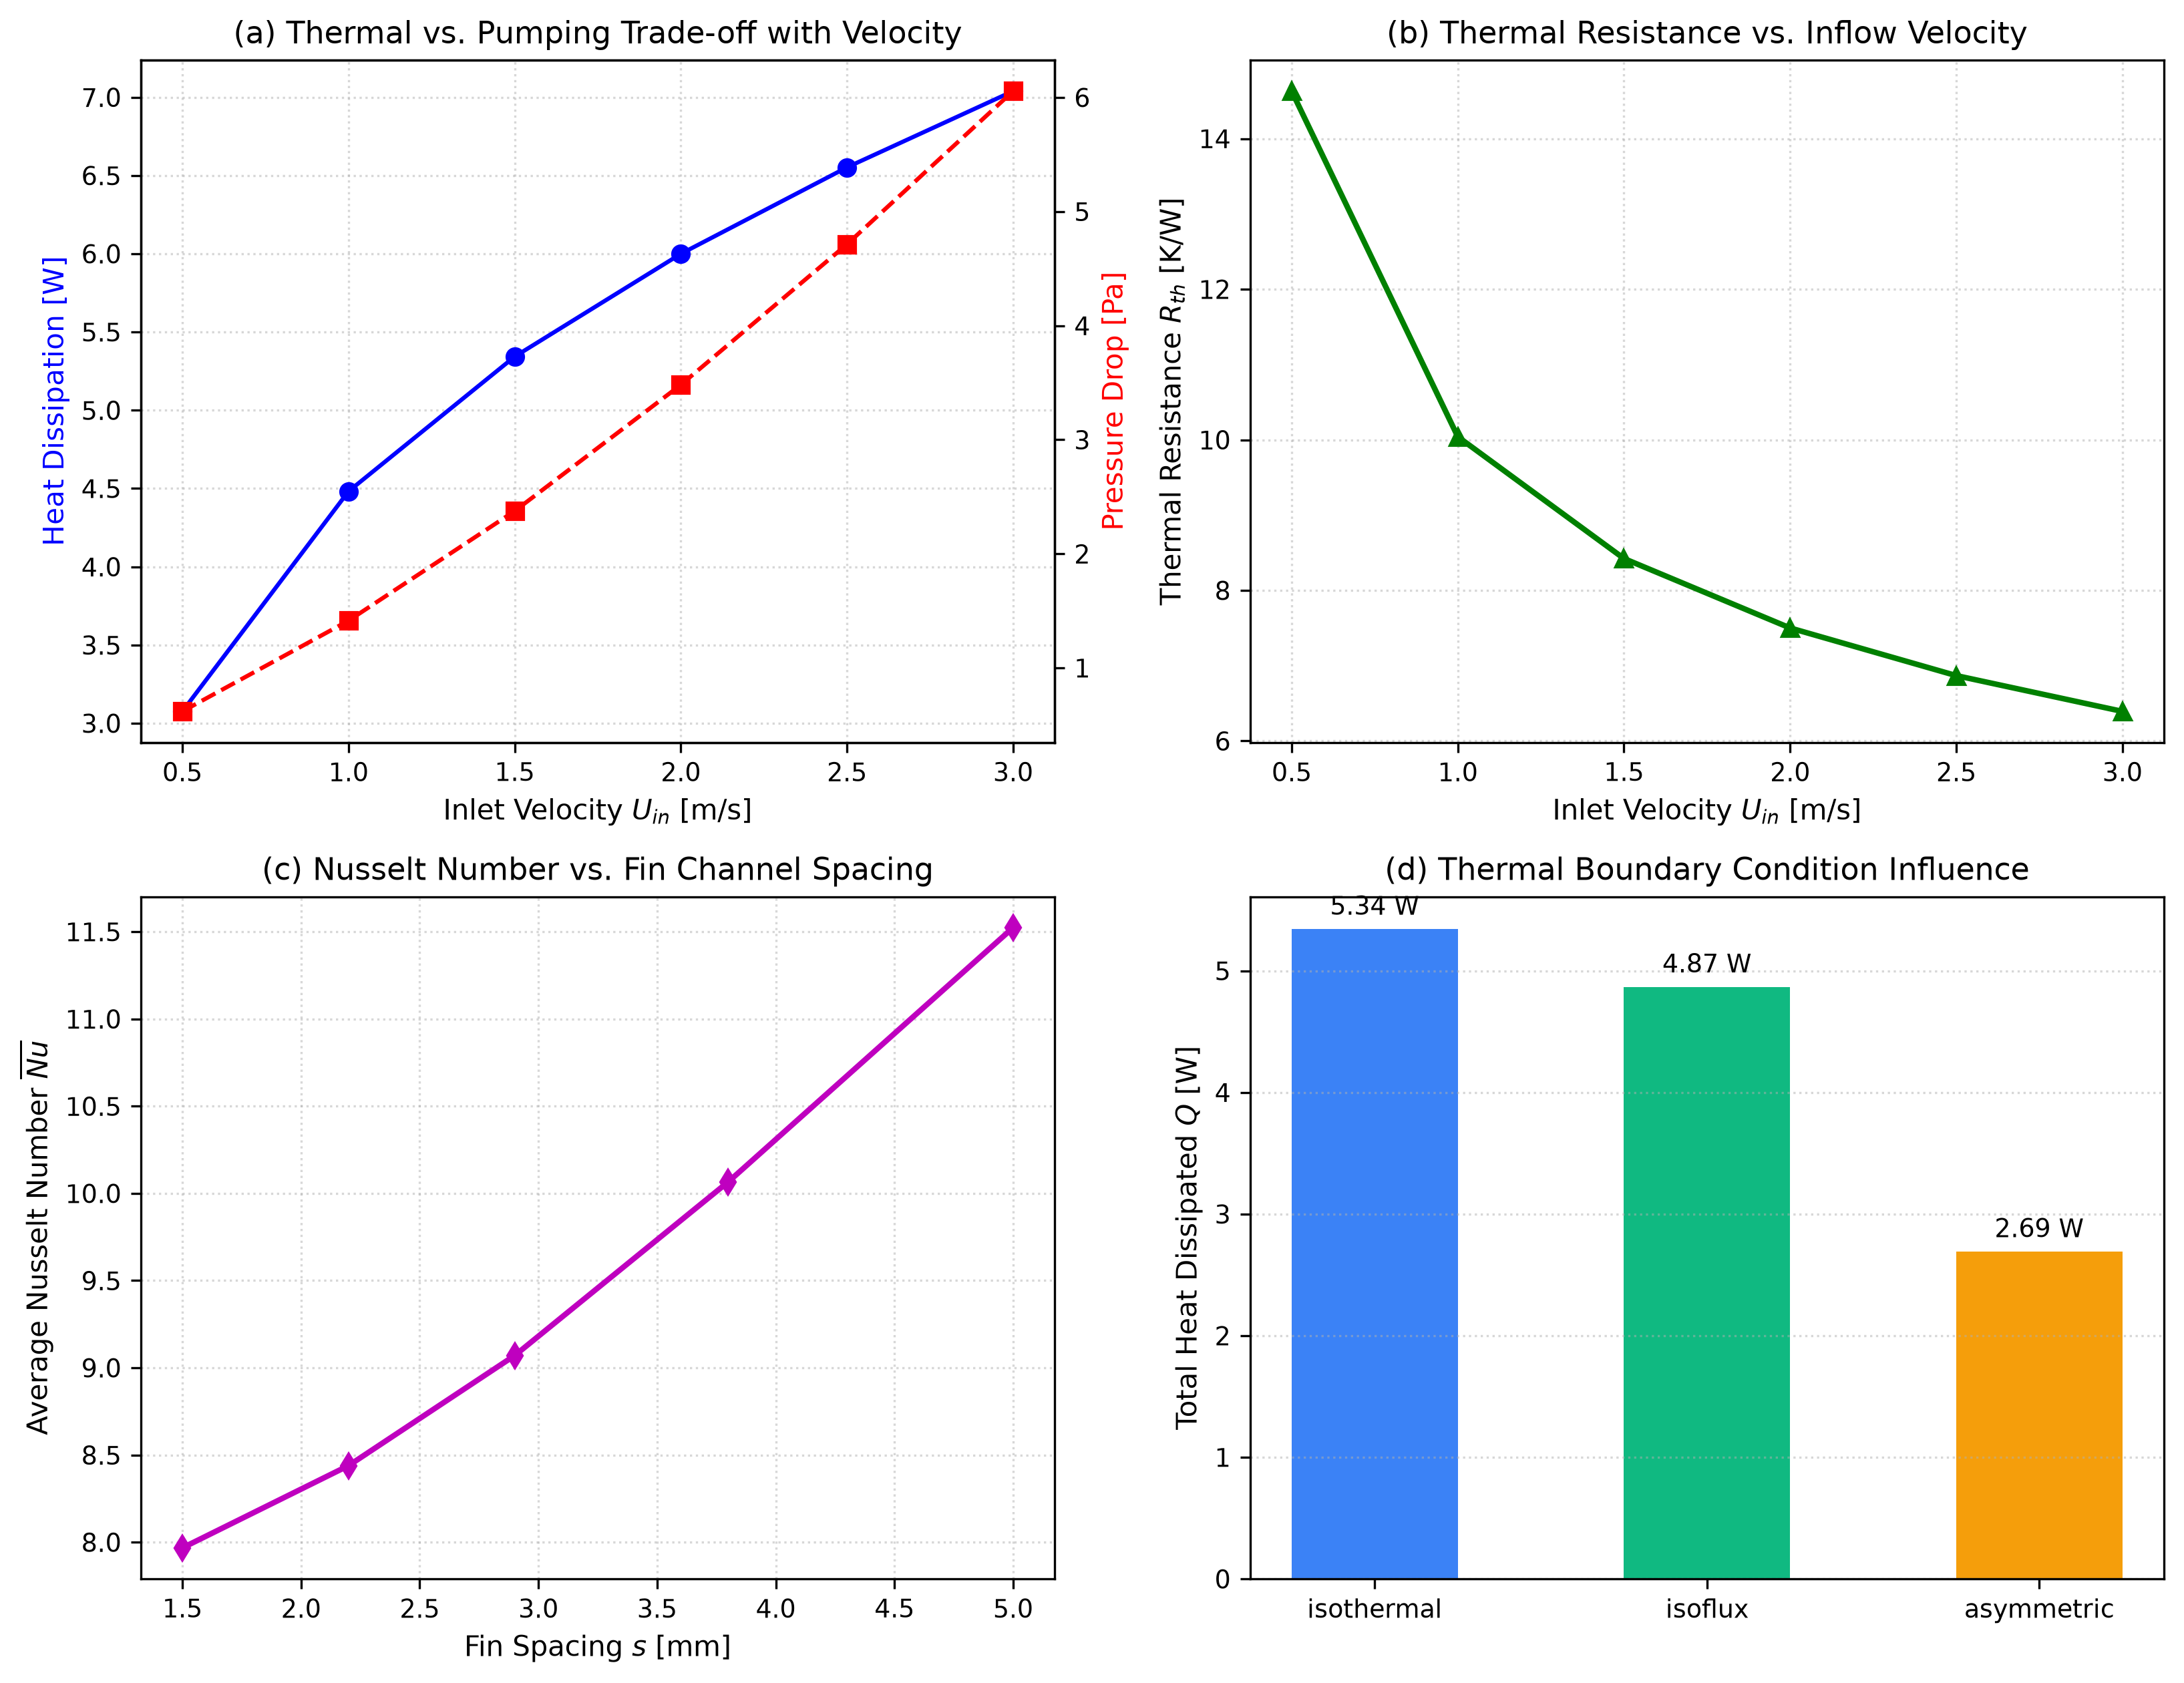 (a) Thermal vs. Pumping Trade-off with Velocity
Heat Dissipation [W]
7.0
6.5
6.0
5.5
5.0
4.5
4.0
3.5
3.0
6
5
4
3
2
1
Pressure Drop [Pa]
0.5 1.0 1.5 2.0 2.5 3.0
Inlet Velocity U_in [m/s]
(b) Thermal Resistance vs. Inflow Velocity
Thermal Resistance R_th [K/W]
14
12
10
8
6
0.5 1.0 1.5 2.0 2.5 3.0
Inlet Velocity U_in [m/s]
(c) Nusselt Number vs. Fin Channel Spacing
Average Nusselt Number N̅u̅
11.5
11.0
10.5
10.0
9.5
9.0
8.5
8.0
1.5 2.0 2.5 3.0 3.5 4.0 4.5 5.0
Fin Spacing s [mm]
(d) Thermal Boundary Condition Influence
Total Heat Dissipated Q [W]
5
4
3
2
1
0
5.34 W
4.87 W
2.69 W
isothermal isoflux asymmetric